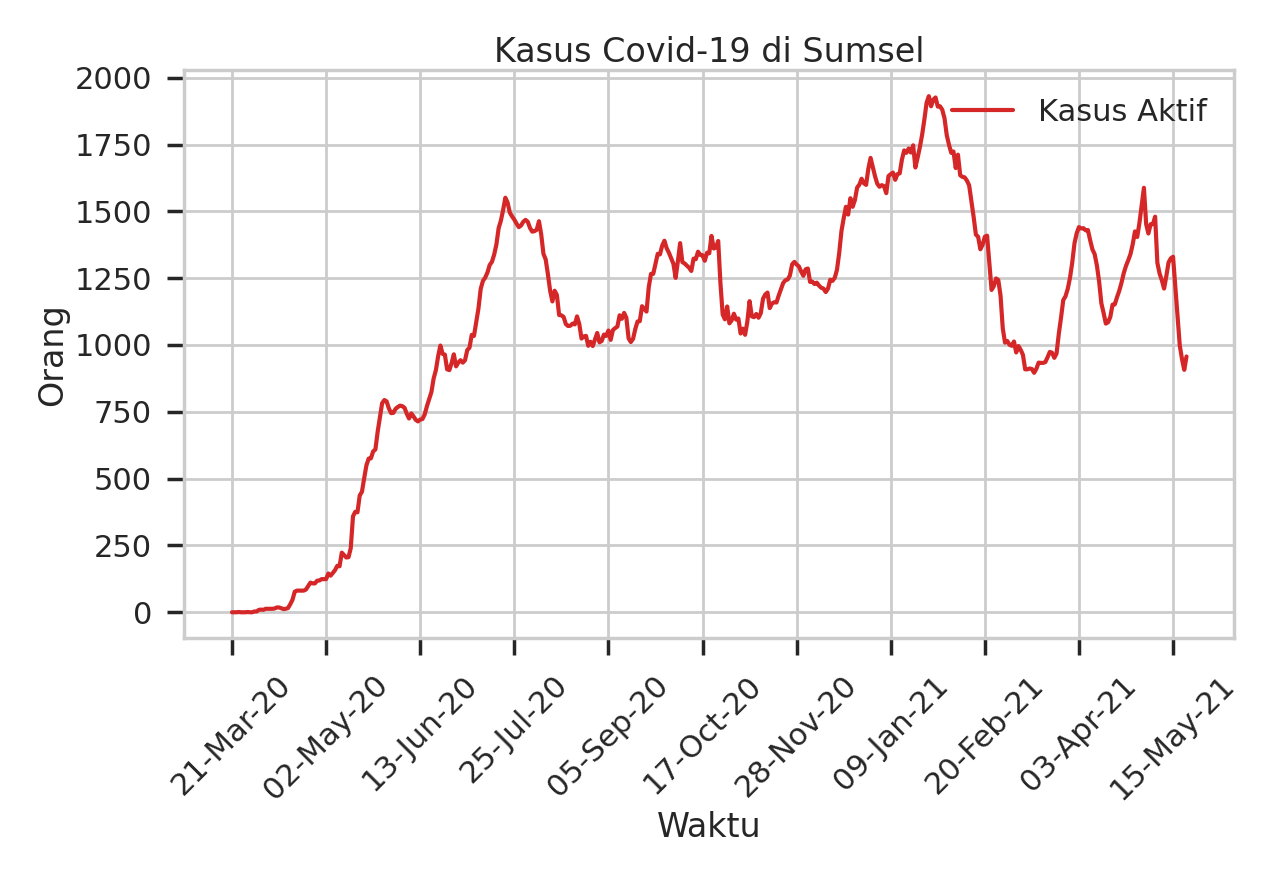 Kasus Covid-19 di Sumsel
2000
1750
1500
1250
1000
750
500
250
0
Orang
Kasus Aktif
21-Mar-20
02-May-20
13-Jun-20
25-Jul-20
05-Sep-20
17-Oct-20
28-Nov-20
09-Jan-21
20-Feb-21
03-Apr-21
15-May-21
Waktu